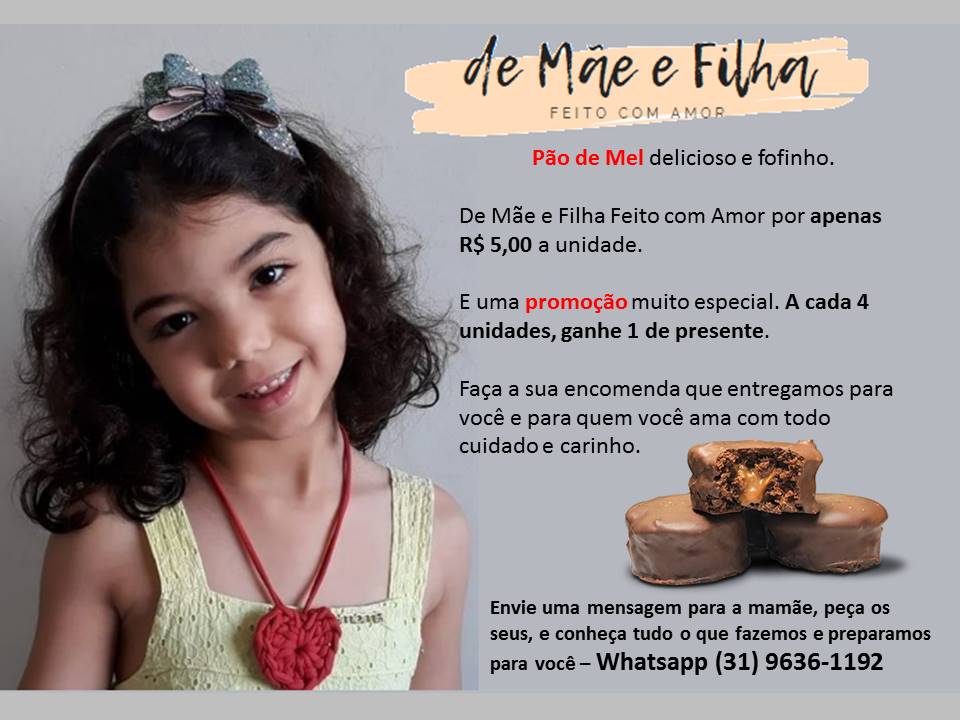 de Mãe e Filha
FEITO COM AMOR
Pão de Mel delicioso e fofinho.
De Mãe e Filha Feito com Amor por apenas
R$ 5,00 a unidade.
E uma promoção muito especial. A cada 4
unidades, ganhe 1 de presente.
Faça a sua encomenda que entregamos para
você e para quem você ama com todo
cuidado e carinho.
Envie uma mensagem para a mamãe, peça os
seus, e conheça tudo o que fazemos e preparamos
para você – Whatsapp (31) 9636-1192